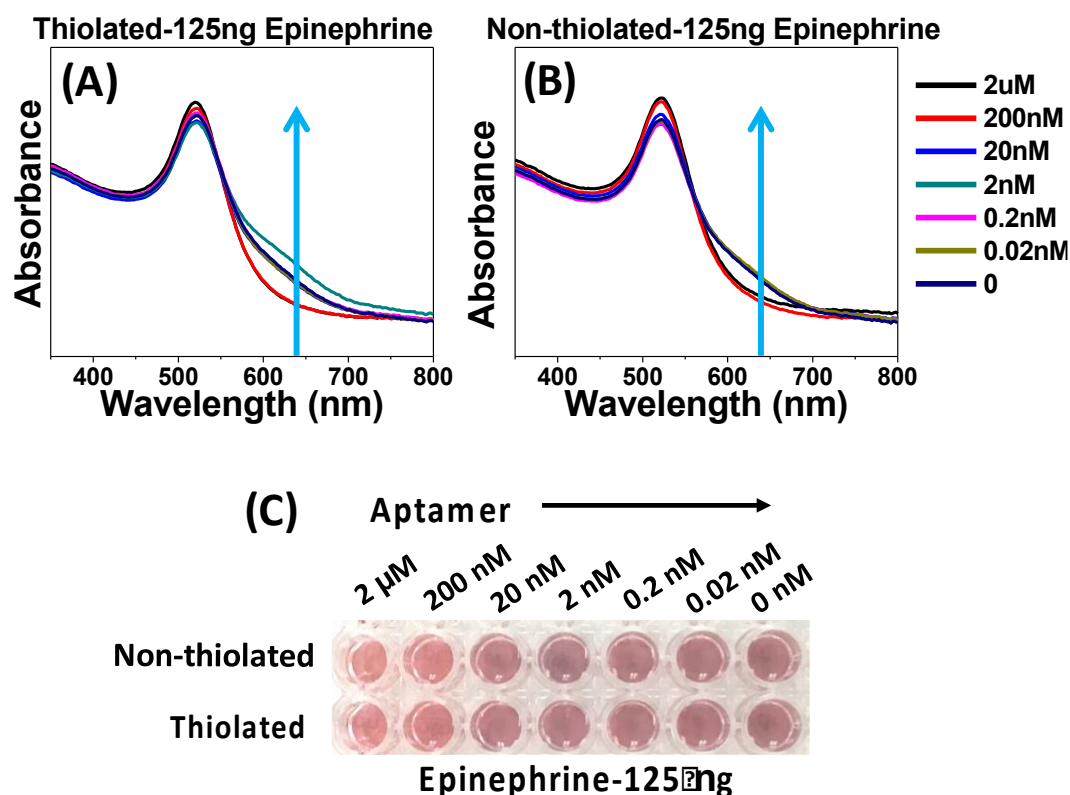 Thiolated-125ng Epinephrine
(A)
Absorbance
400 500 600 700 800
Wavelength (nm)
Non-thiolated-125ng Epinephrine
(B)
Absorbance
400 500 600 700 800
Wavelength (nm)
2uM
200nM
20nM
2nM
0.2nM
0.02nM
0
(C) Aptamer
2 µM 200 nM 20 nM 2 nM 0.2 nM 0.02 nM 0 nM
Non-thiolated
Thiolated
Epinephrine-125 ng